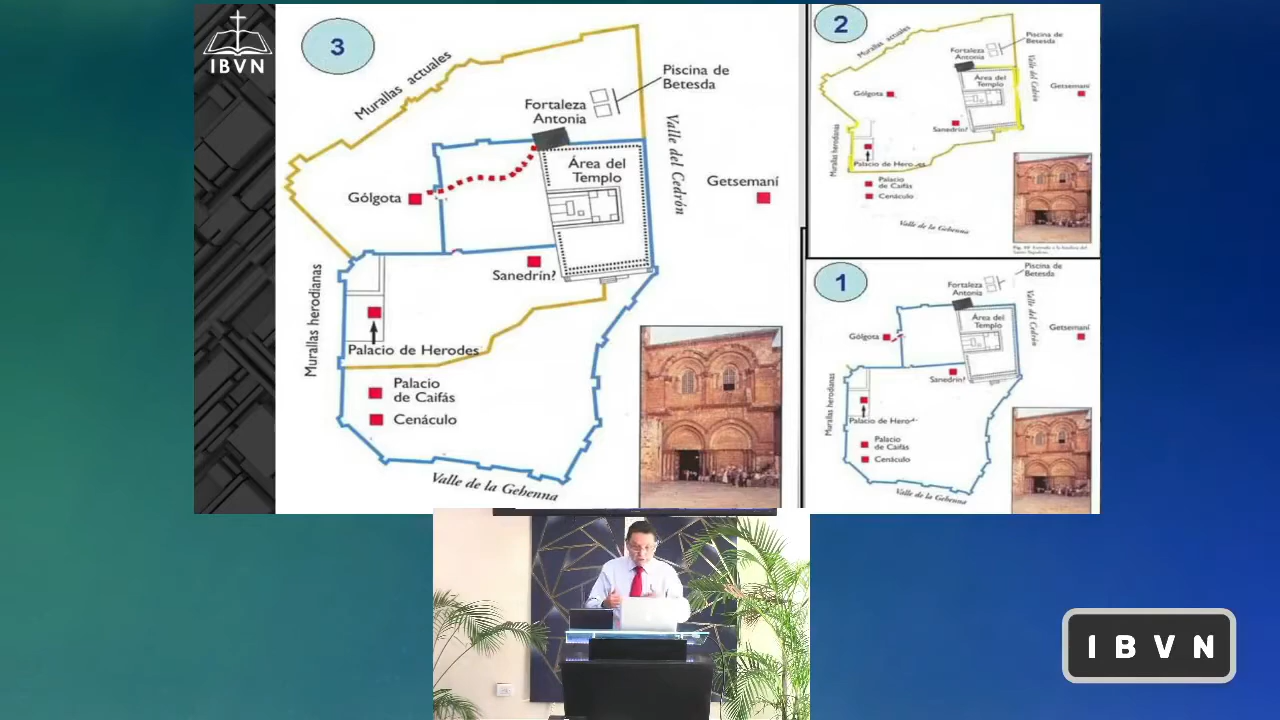 IBVN
3
Murallas actuales
Piscina de
Betesda
Fortaleza
Antonia
Área del
Templo
Valle del Cedrón
Getsemaní
Gólgota
Sanedrín?
Murallas herodianas
Palacio de Herodes
Palacio
de Caifás
Cenáculo
Valle de la Gehenna
2
Murallas actuales
Piscina de
Betesda
Fortaleza
Antonia
Área del
Templo
Valle del Cedrón
Getsemaní
Gólgota
Sanedrín?
Murallas herodianas
Palacio de Herodes
Palacio
de Caifás
Cenáculo
Valle de la Gehenna
1
Piscina de
Betesda
Fortaleza
Antonia
Área del
Templo
Valle del Cedrón
Getsemaní
Gólgota
Sanedrín?
Murallas herodianas
Palacio de Hero
Palacio
de Caifás
Cenáculo
Valle de la Gehenna
IBVN